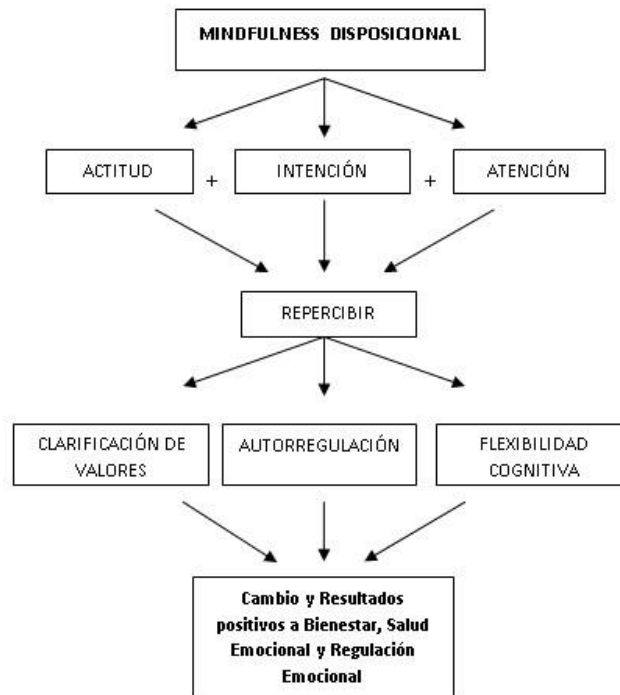 MINDFULNESS DISPOSICIONAL
ACTITUD + INTENCIÓN + ATENCIÓN
REPERCIBIR
CLARIFICACIÓN DE
VALORES
AUTORREGULACIÓN
FLEXIBILIDAD
COGNITIVA
Cambio y Resultados
positivos a Bienestar, Salud
Emocional y Regulación
Emocional